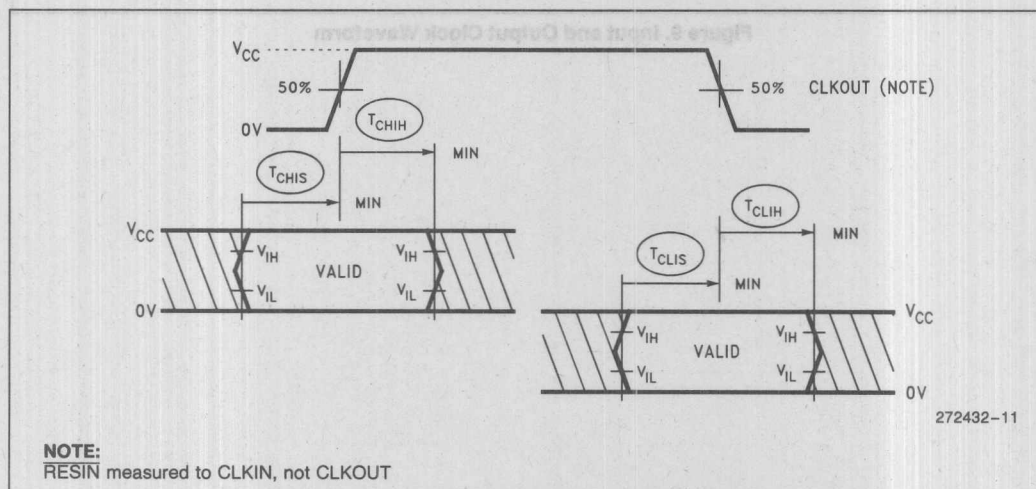 Figure 9. Input and Output Clock Waveform
VCC
50%
50% CLKOUT (NOTE)
0V
TCHIH
MIN
TCHIS
MIN
TCLIH
MIN
VCC
VIH VALID VIH
VIL VIL
0V
TCLIS
MIN
VCC
VIH VALID VIH
VIL VIL
0V
272432-11
NOTE:
RESIN measured to CLKIN, not CLKOUT